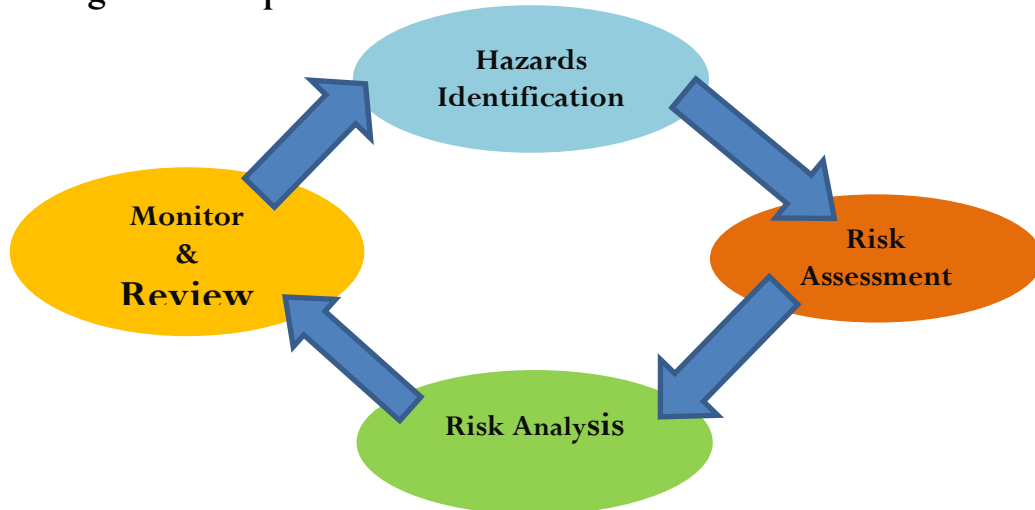 Hazards
Identification
Monitor
&
Review
Risk
Assessment
Risk Analysis